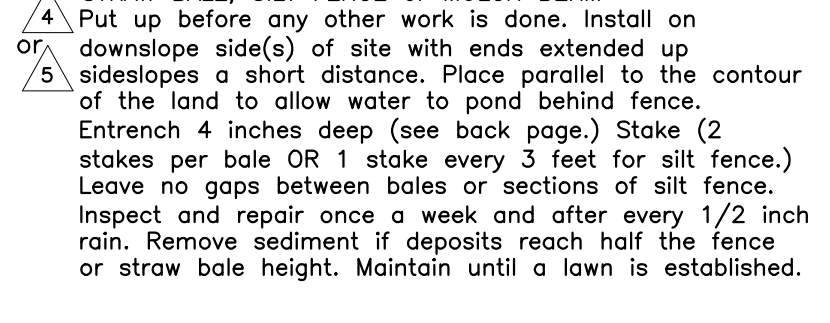 4 Put up before any other work is done. Install on
or downslope side(s) of site with ends extended up
5 sideslopes a short distance. Place parallel to the contour
of the land to allow water to pond behind fence.
Entrench 4 inches deep (see back page.) Stake (2
stakes per bale OR 1 stake every 3 feet for silt fence.)
Leave no gaps between bales or sections of silt fence.
Inspect and repair once a week and after every 1/2 inch
rain. Remove sediment if deposits reach half the fence
or straw bale height. Maintain until a lawn is established.